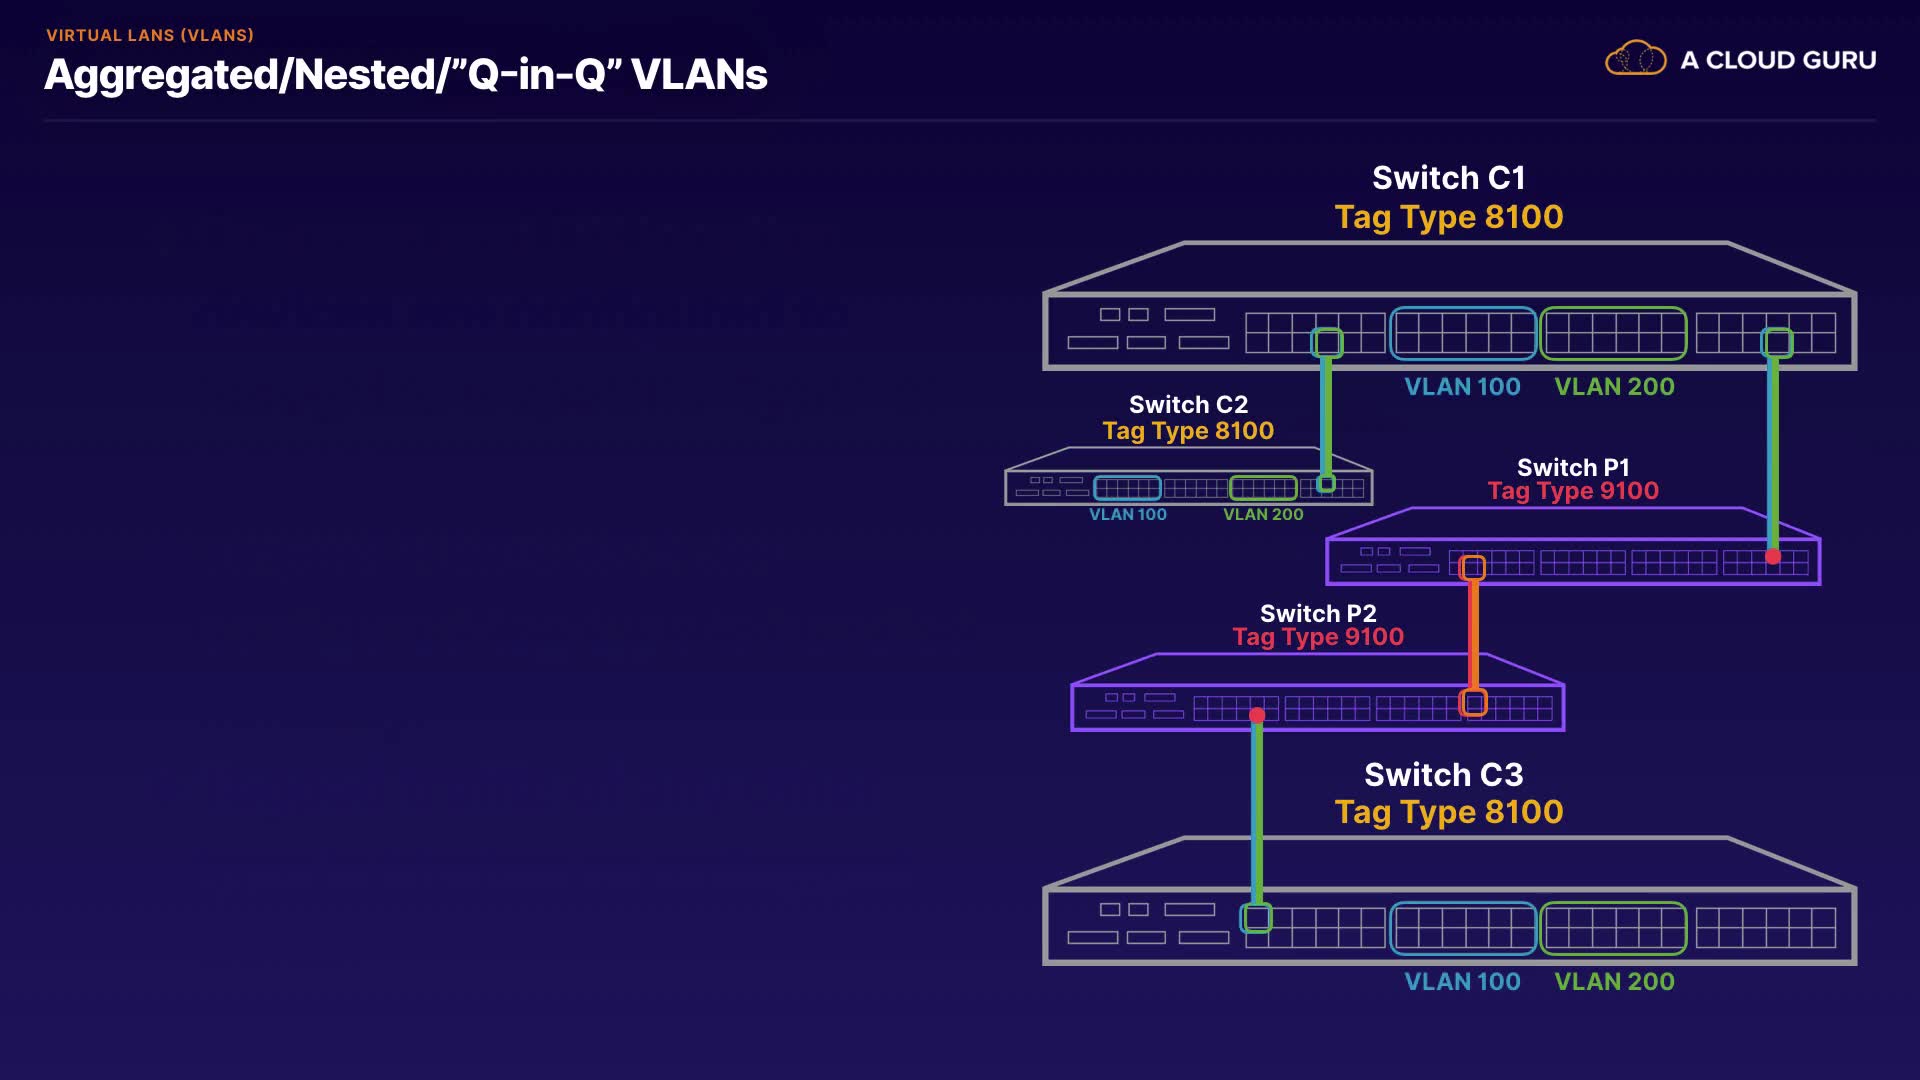 VIRTUAL LANS (VLANS)
Aggregated/Nested/”Q-in-Q” VLANs
A CLOUD GURU
Switch C1
Tag Type 8100
VLAN 100
VLAN 200
Switch C2
Tag Type 8100
VLAN 100
VLAN 200
Switch P1
Tag Type 9100
Switch P2
Tag Type 9100
Switch C3
Tag Type 8100
VLAN 100
VLAN 200